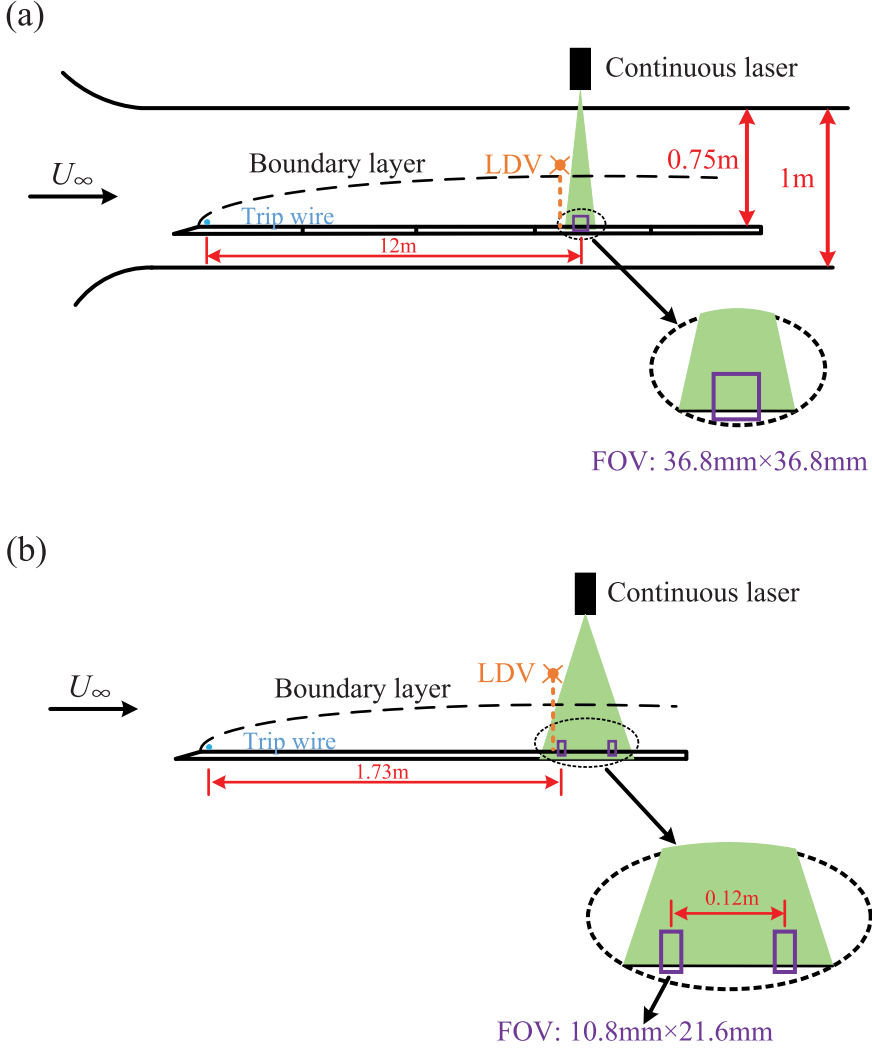 (a)
Continuous laser
Boundary layer
LDV
0.75m
1m
U∞
Trip wire
12m
FOV: 36.8mm×36.8mm
(b)
Continuous laser
LDV
U∞
Boundary layer
Trip wire
1.73m
0.12m
FOV: 10.8mm×21.6mm